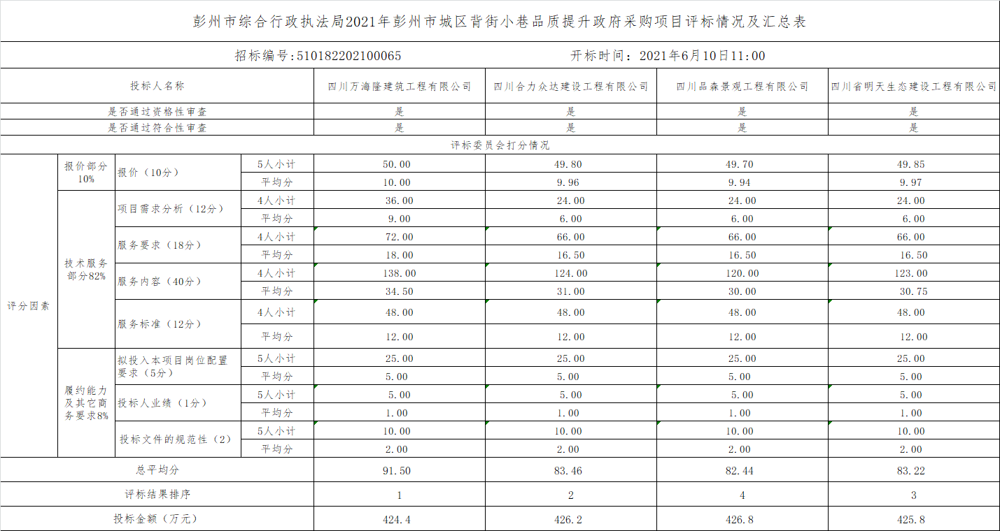 彭州市综合行政执法局2021年彭州市城区背街小巷品质提升政府采购项目评标情况及汇总表
招标编号:510182202100065 开标时间：2021年6月10日11:00
投标人名称 四川万海隆建筑工程有限公司 四川合力众达建设工程有限公司 四川品森景观工程有限公司 四川省明天生态建设工程有限公司
是否通过资格性审查 是 是 是 是
是否通过符合性审查 是 是 是 是
评标委员会打分情况
评分因素
报价部分
10%
报价（10分）
5人小计 50.00 49.80 49.70 49.85
平均分 10.00 9.96 9.94 9.97
技术服务
部分82%
项目需求分析（12分）
4人小计 36.00 24.00 24.00 24.00
平均分 9.00 6.00 6.00 6.00
服务要求（18分）
4人小计 72.00 66.00 66.00 66.00
平均分 18.00 16.50 16.50 16.50
服务内容（40分）
4人小计 138.00 124.00 120.00 123.00
平均分 34.50 31.00 30.00 30.75
服务标准（12分）
4人小计 48.00 48.00 48.00 48.00
平均分 12.00 12.00 12.00 12.00
履约能力
及其它商
务要求8%
拟投入本项目岗位配置
要求（5分）
5人小计 25.00 25.00 25.00 25.00
平均分 5.00 5.00 5.00 5.00
投标人业绩（1分）
5人小计 5.00 5.00 5.00 5.00
平均分 1.00 1.00 1.00 1.00
投标文件的规范性（2）
5人小计 10.00 10.00 10.00 10.00
平均分 2.00 2.00 2.00 2.00
总平均分 91.50 83.46 82.44 83.22
评标结果排序 1 2 4 3
投标金额（万元） 424.4 426.2 426.8 425.8